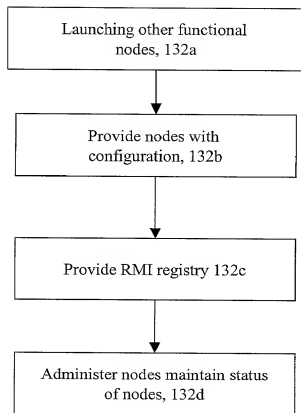 Launching other functional
nodes, 132a
Provide nodes with
configuration, 132b
Provide RMI registry 132c
Administer nodes maintain status
of nodes, 132d